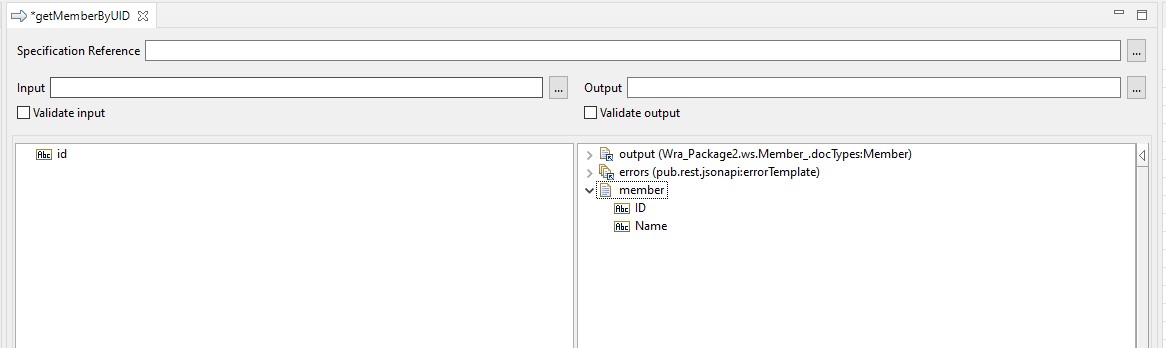 *getMemberByUID
Specification Reference
...
Input
...
Output
...
Validate input
Validate output
Abc id
output (Wra_Package2.ws.Member_.docTypes:Member)
errors (pub.rest.jsonapi:errorTemplate)
member
Abc ID
Abc Name